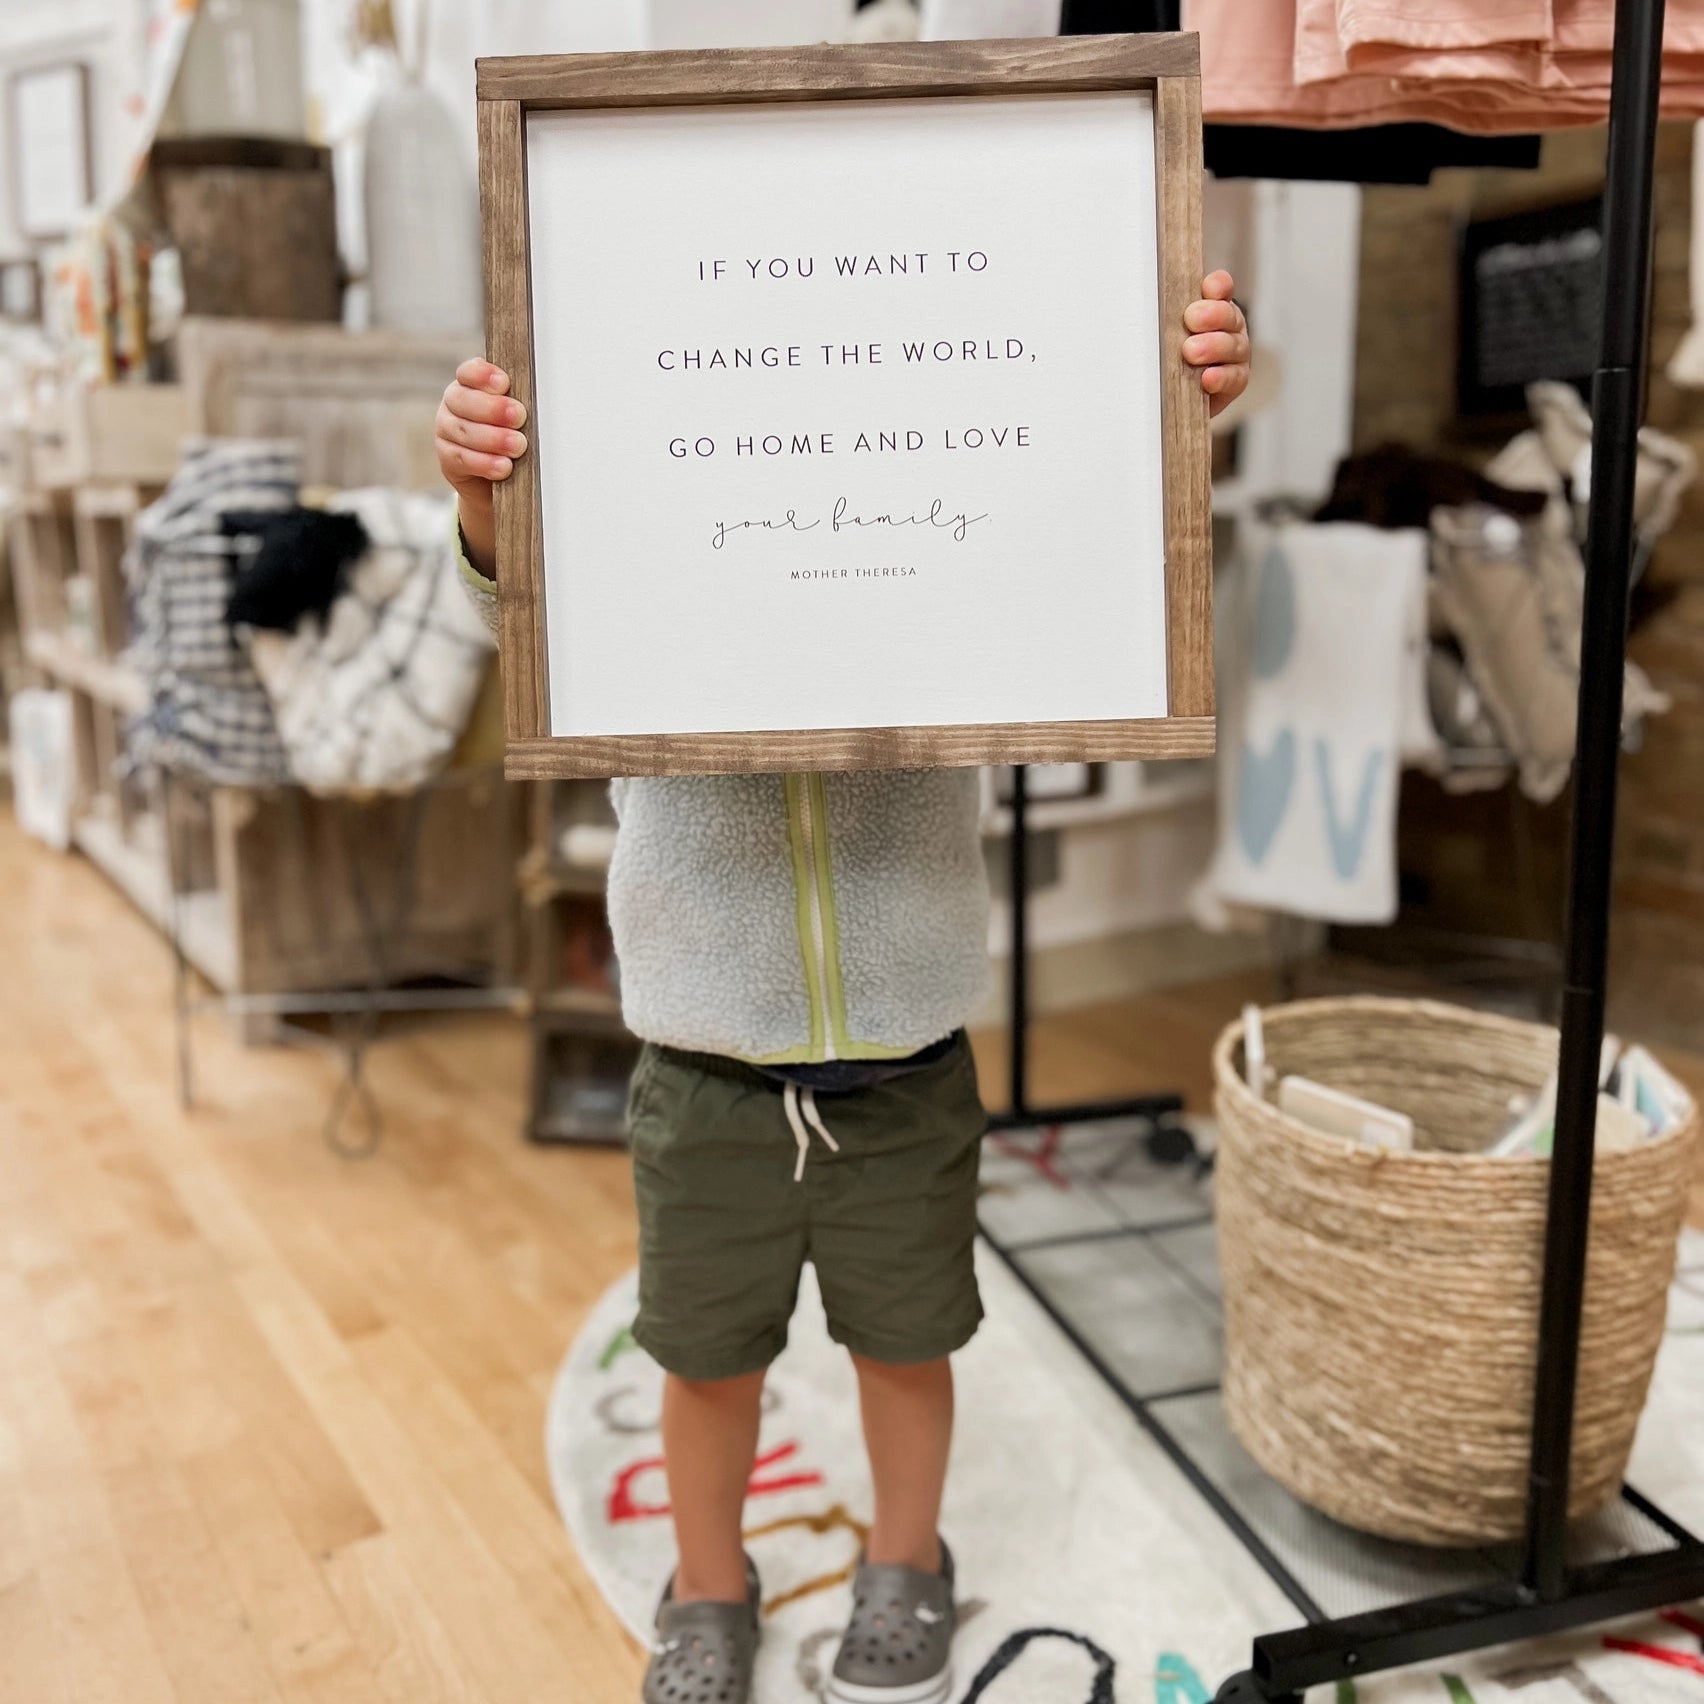 IF YOU WANT TO
CHANGE THE WORLD,
GO HOME AND LOVE
your family.
MOTHER THERESA